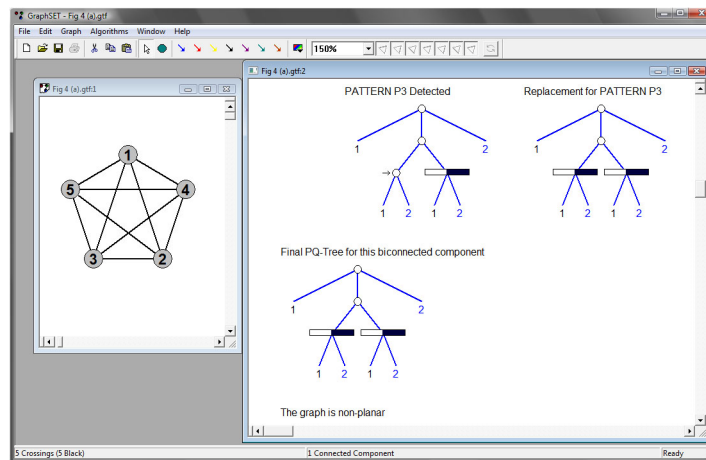 GraphSET - Fig 4 (a).gtf
File Edit Graph Algorithms Window Help
150%
Fig 4 (a).gtf:1
1
5 4
3 2
Fig 4 (a).gtf:2
PATTERN P3 Detected Replacement for PATTERN P3
1 2 1 2
1 2 1 2 1 2 1 2
Final PQ-Tree for this biconnected component
1 2
1 2 1 2
The graph is non-planar
5 Crossings (5 Black) 1 Connected Component Ready